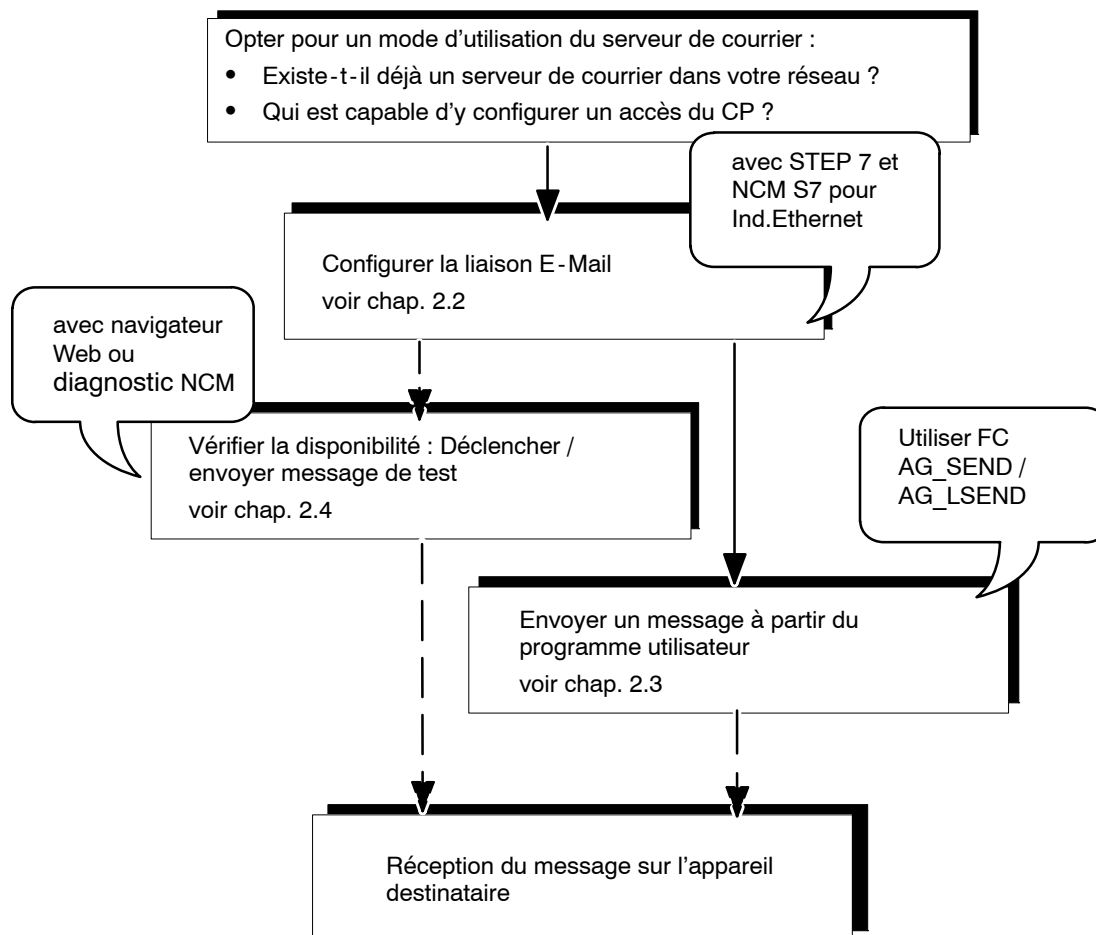 Opter pour un mode d'utilisation du serveur de courrier :
• Existe-t-il déjà un serveur de courrier dans votre réseau ?
• Qui est capable d'y configurer un accès du CP ?
avec STEP 7 et
NCM S7 pour
Ind.Ethernet
Configurer la liaison E-Mail
voir chap. 2.2
avec navigateur
Web ou
diagnostic NCM
Vérifier la disponibilité : Déclencher /
envoyer message de test
voir chap. 2.4
Utiliser FC
AG_SEND /
AG_LSEND
Envoyer un message à partir du
programme utilisateur
voir chap. 2.3
Réception du message sur l'appareil
destinataire